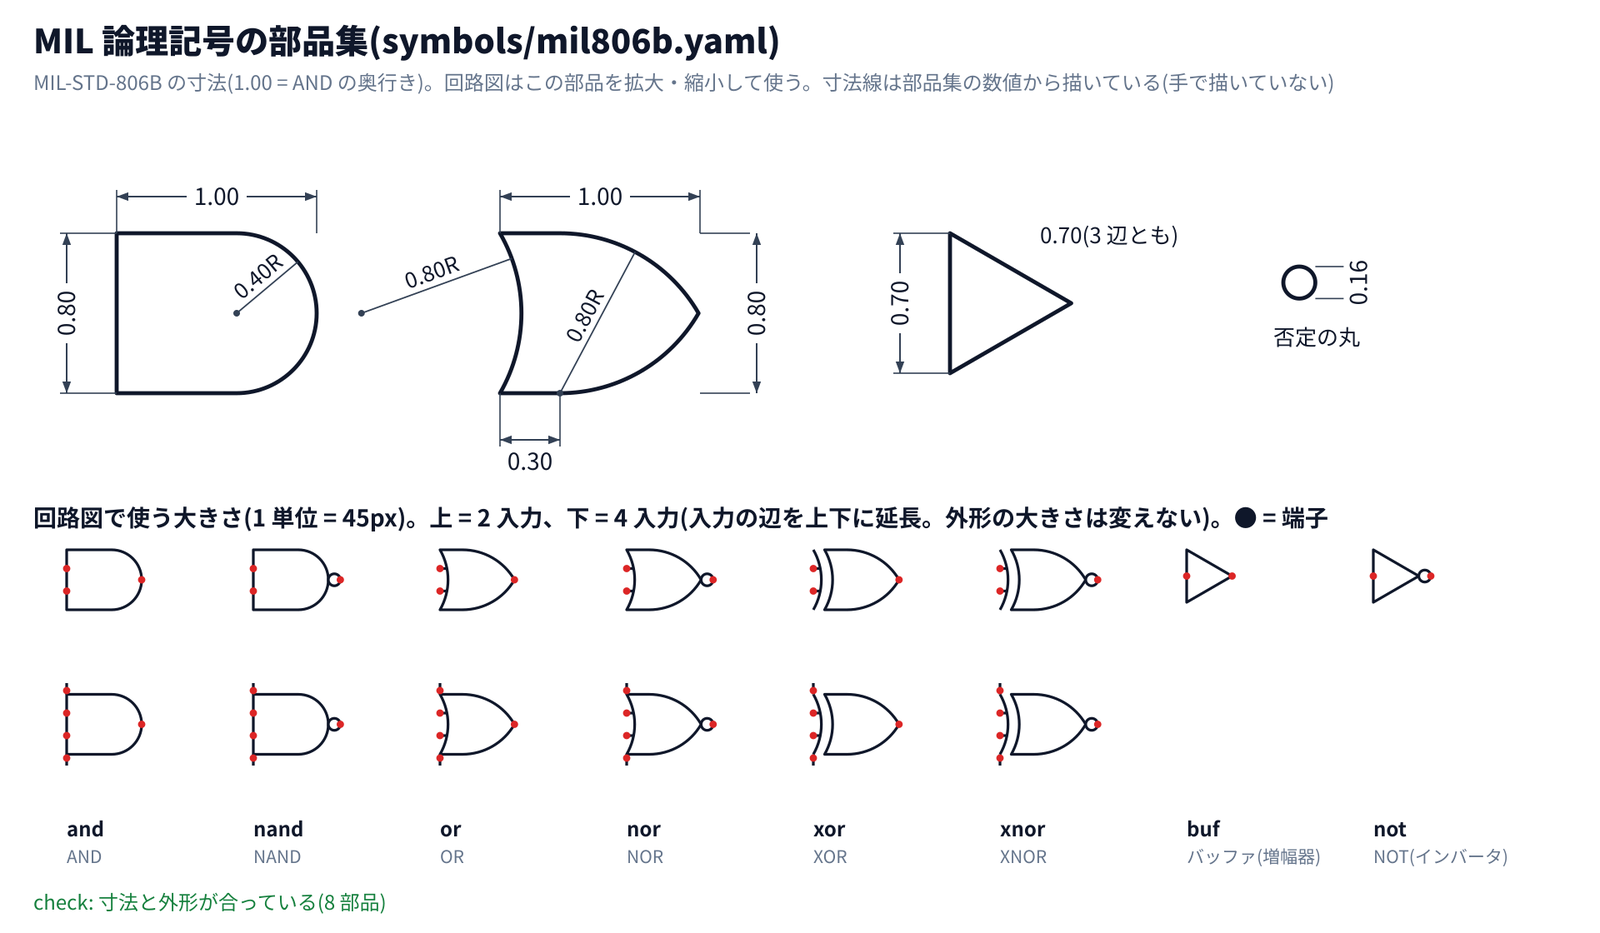 MIL 論理記号の部品集(symbols/mil806b.yaml)
MIL-STD-806B の寸法(1.00 = AND の奥行き)。回路図はこの部品を拡大・縮小して使う。寸法線は部品集の数値から描いている(手で描いていない)
1.00
0.80
0.40R
1.00
0.80R
0.80R
0.80
0.30
0.70
0.70(3 辺とも)
0.16
否定の丸
回路図で使う大きさ(1 単位 = 45px)。上 = 2 入力、下 = 4 入力(入力の辺を上下に延長。外形の大きさは変えない)。● = 端子
and
nand
or
nor
xor
xnor
buf
not
AND
NAND
OR
NOR
XOR
XNOR
バッファ(増幅器)
NOT(インバータ)
check: 寸法と外形が合っている(8 部品)